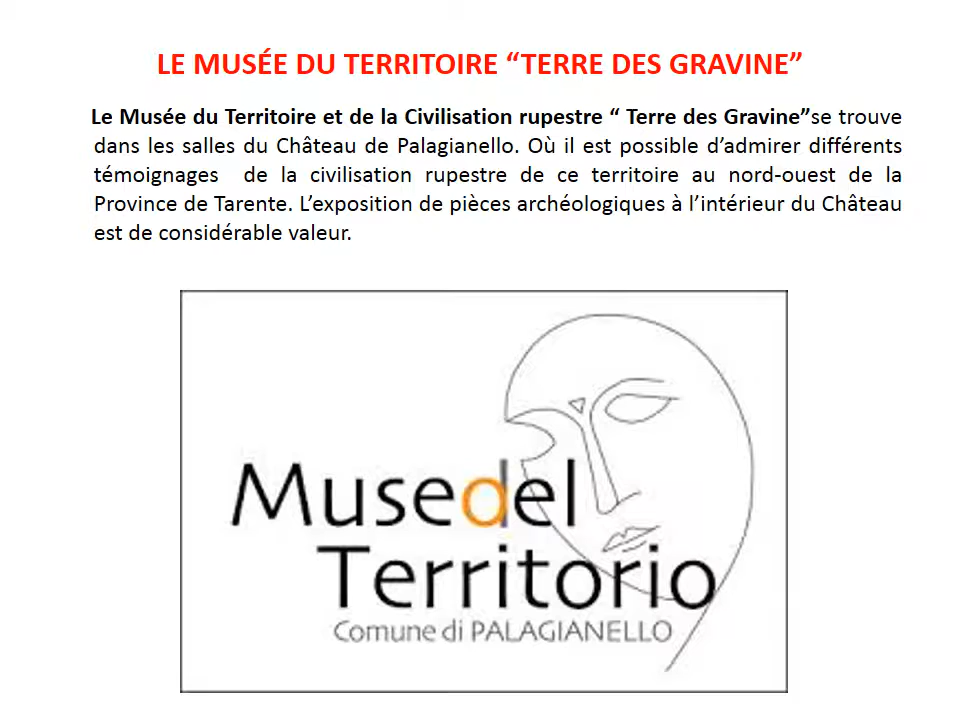 LE MUSÉE DU TERRITOIRE “TERRE DES GRAVINE”
Le Musée du Territoire et de la Civilisation rupestre “ Terre des Gravine”se trouve
dans les salles du Château de Palagianello. Où il est possible d’admirer différents
témoignages de la civilisation rupestre de ce territoire au nord-ouest de la
Province de Tarente. L’exposition de pièces archéologiques à l’intérieur du Château
est de considérable valeur.
Musedel
Territorio
Comune di PALAGIANELLO